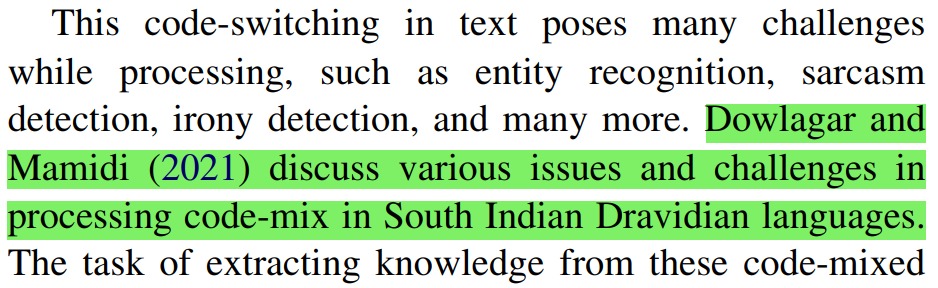 This code-switching in text poses many challenges
while processing, such as entity recognition, sarcasm
detection, irony detection, and many more. Dowlagar and
Mamidi (2021) discuss various issues and challenges in
processing code-mix in South Indian Dravidian languages.
The task of extracting knowledge from these code-mixed